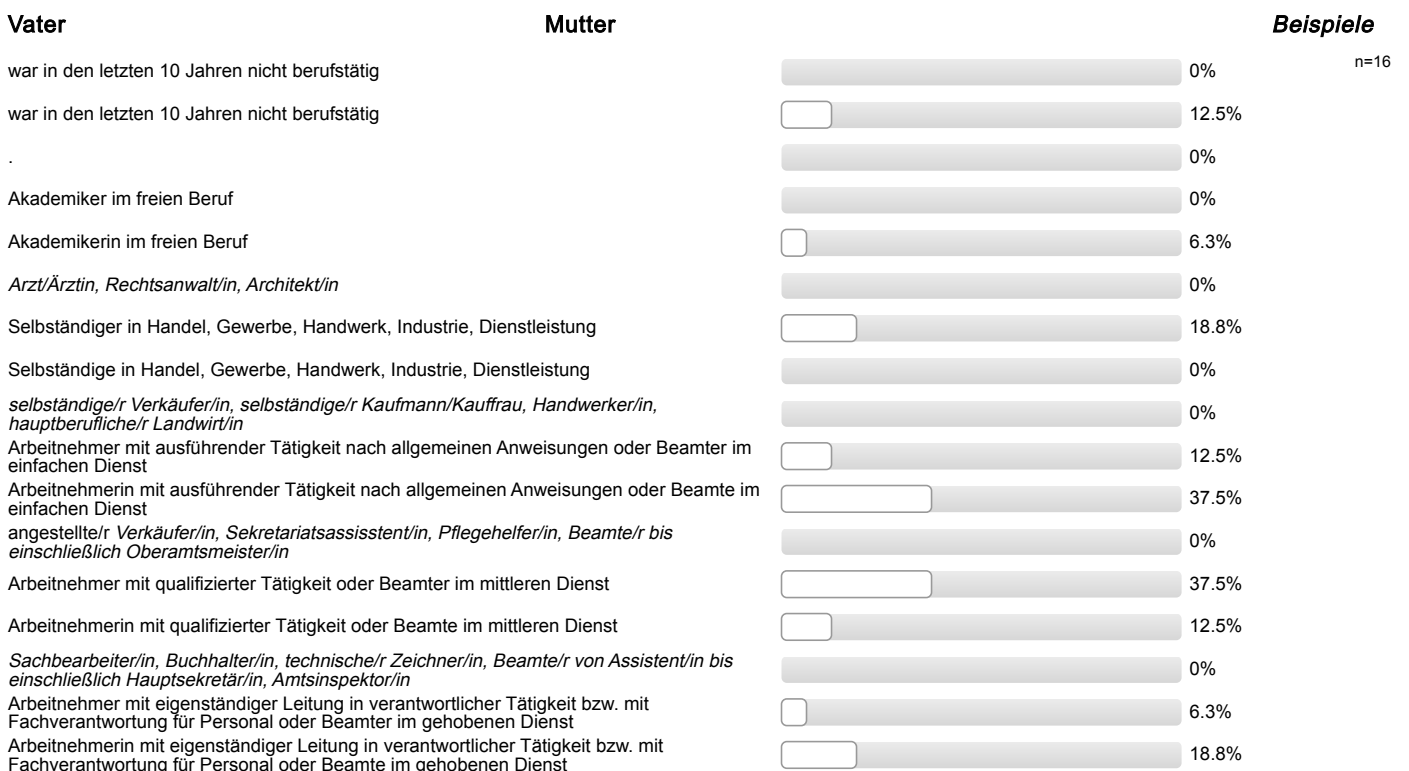 Vater Mutter Beispiele
war in den letzten 10 Jahren nicht berufstätig 0% n=16
war in den letzten 10 Jahren nicht berufstätig 12.5%
. 0%
Akademiker im freien Beruf 0%
Akademikerin im freien Beruf 6.3%
Arzt/Ärztin, Rechtsanwalt/in, Architekt/in 0%
Selbständiger in Handel, Gewerbe, Handwerk, Industrie, Dienstleistung 18.8%
Selbständige in Handel, Gewerbe, Handwerk, Industrie, Dienstleistung 0%
selbständige/r Verkäufer/in, selbständige/r Kaufmann/Kauffrau, Handwerker/in,
hauptberufliche/r Landwirt/in 0%
Arbeitnehmer mit ausführender Tätigkeit nach allgemeinen Anweisungen oder Beamter im
einfachen Dienst 12.5%
Arbeitnehmerin mit ausführender Tätigkeit nach allgemeinen Anweisungen oder Beamte im
einfachen Dienst 37.5%
angestellte/r Verkäufer/in, Sekretariatsassisstent/in, Pflegehelfer/in, Beamte/r bis
einschließlich Oberamtsmeister/in 0%
Arbeitnehmer mit qualifizierter Tätigkeit oder Beamter im mittleren Dienst 37.5%
Arbeitnehmerin mit qualifizierter Tätigkeit oder Beamte im mittleren Dienst 12.5%
Sachbearbeiter/in, Buchhalter/in, technische/r Zeichner/in, Beamte/r von Assistent/in bis
einschließlich Hauptsekretär/in, Amtsinspektor/in 0%
Arbeitnehmer mit eigenständiger Leitung in verantwortlicher Tätigkeit bzw. mit
Fachverantwortung für Personal oder Beamter im gehobenen Dienst 6.3%
Arbeitnehmerin mit eigenständiger Leitung in verantwortlicher Tätigkeit bzw. mit
Fachverantwortung für Personal oder Beamte im gehobenen Dienst 18.8%